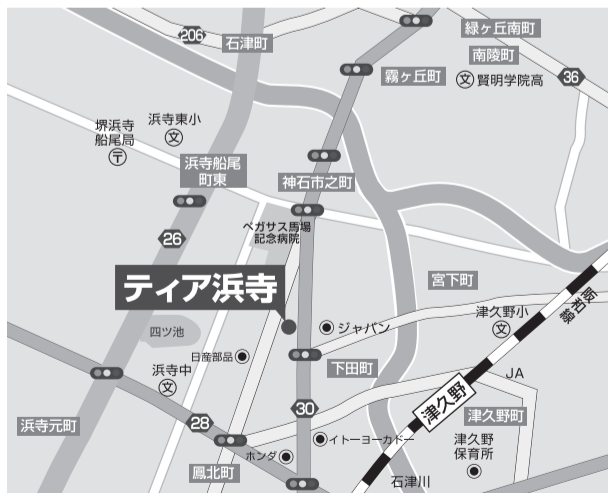 206
石津町
緑ヶ丘南町
南陵町
霧ヶ丘町
賢明学院高
36
文
浜寺東小
文
堺浜寺
船尾局
〒
浜寺船尾
町東
神石市之町
26
ペガサス馬場
記念病院
ティア浜寺
宮下町
阪和線
津久野小
文
ジャパン
四ツ池
日産部品
浜寺中
文
下田町
JA
津久野
津久野町
30
28
浜寺元町
イトーヨーカドー
ホンダ
鳳北町
津久野
保育所
石津川